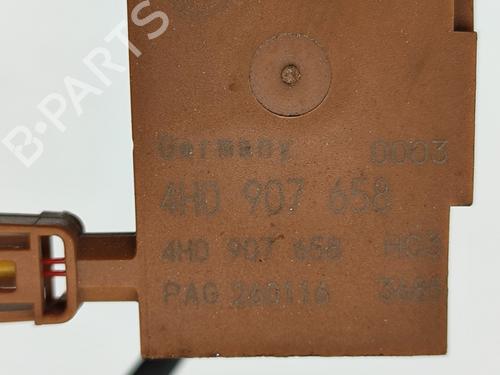 B-PARTS
Germany 0003
4H0 907 658
4H0 907 658 H03
PAG 260116 3485